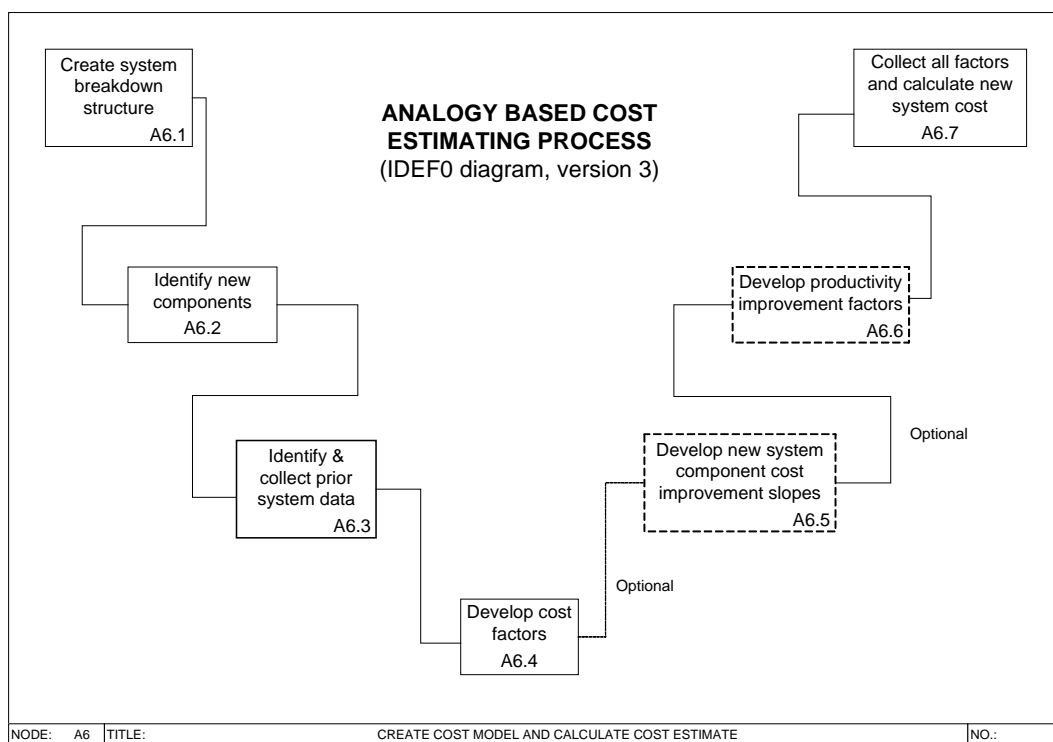 Create system
breakdown
structure
A6.1
ANALOGY BASED COST
ESTIMATING PROCESS
(IDEF0 diagram, version 3)
Collect all factors
and calculate new
system cost
A6.7
Identify new
components
A6.2
Develop productivity
improvement factors
A6.6
Identify &
collect prior
system data
A6.3
Develop new system
component cost
improvement slopes
A6.5
Optional
Optional
Develop cost
factors
A6.4
NODE: A6 TITLE: CREATE COST MODEL AND CALCULATE COST ESTIMATE NO.: